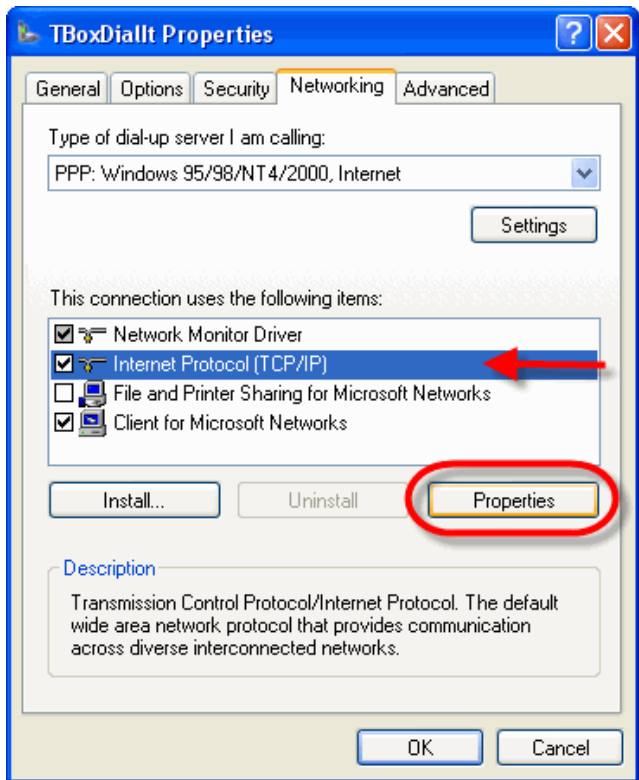 TBoxDialIt Properties
General Options Security Networking Advanced
Type of dial-up server I am calling:
PPP: Windows 95/98/NT4/2000, Internet
Settings
This connection uses the following items:
Network Monitor Driver
Internet Protocol (TCP/IP)
File and Printer Sharing for Microsoft Networks
Client for Microsoft Networks
Install... Uninstall Properties
Description
Transmission Control Protocol/Internet Protocol. The default
wide area network protocol that provides communication
across diverse interconnected networks.
OK Cancel